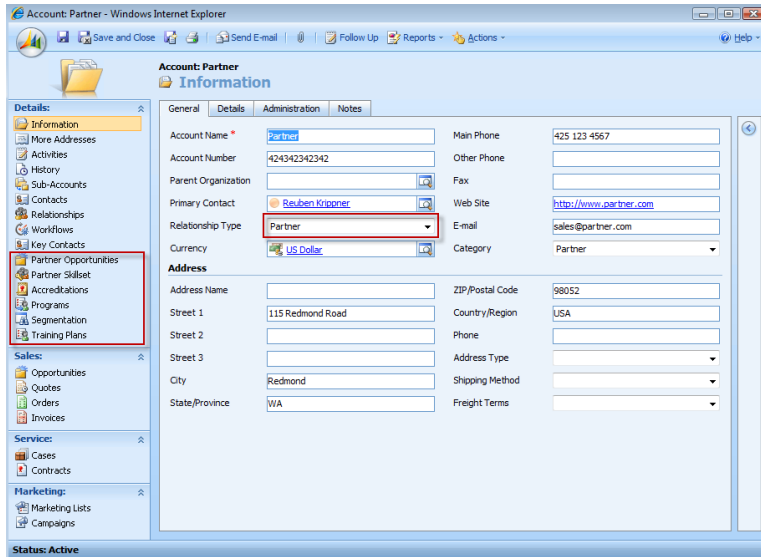 Account: Partner - Windows Internet Explorer
Save and Close Send E-mail Follow Up Reports Actions Help
Account: Partner
Information
Details:
Information
More Addresses
Activities
History
Sub-Accounts
Contacts
Relationships
Workflows
Key Contacts
Partner Opportunities
Partner Skillset
Accreditations
Programs
Segmentation
Training Plans
Sales:
Opportunities
Quotes
Orders
Invoices
Service:
Cases
Contracts
Marketing:
Marketing Lists
Campaigns
General Details Administration Notes
Account Name * Partner Main Phone 425 123 4567
Account Number 424342342342 Other Phone
Parent Organization Fax
Primary Contact Reuben Krippner Web Site http://www.partner.com
Relationship Type Partner E-mail sales@partner.com
Currency US Dollar Category Partner
Address
Address Name ZIP/Postal Code 98052
Street 1 115 Redmond Road Country/Region USA
Street 2 Phone
Street 3 Address Type
City Redmond Shipping Method
State/Province WA Freight Terms
Status: Active